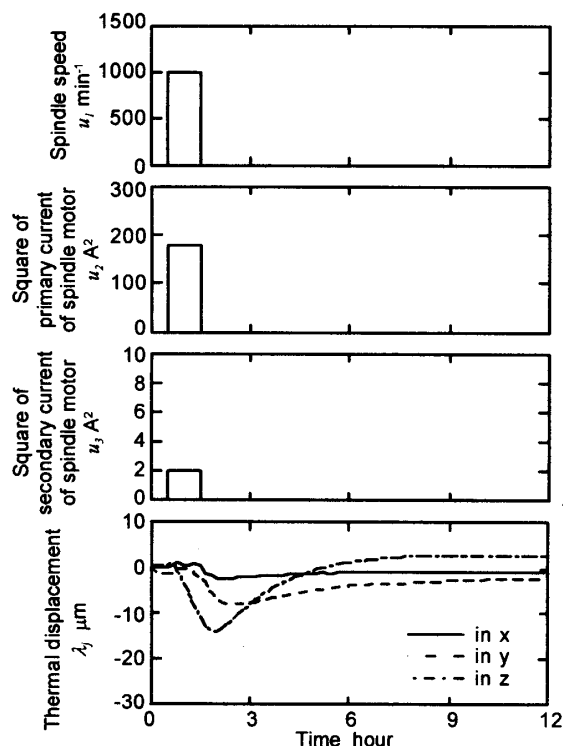 1500
1000
500
0
Spindle speed
u₁ min⁻¹
300
200
100
0
Square of
primary current
of spindle motor
u₂ A²
10
8
6
4
2
0
Square of
secondary current
of spindle motor
u₃ A²
10
0
-10
-20
-30
Thermal displacement
λⱼ μm
in x
in y
in z
0 3 6 9 12
Time hour